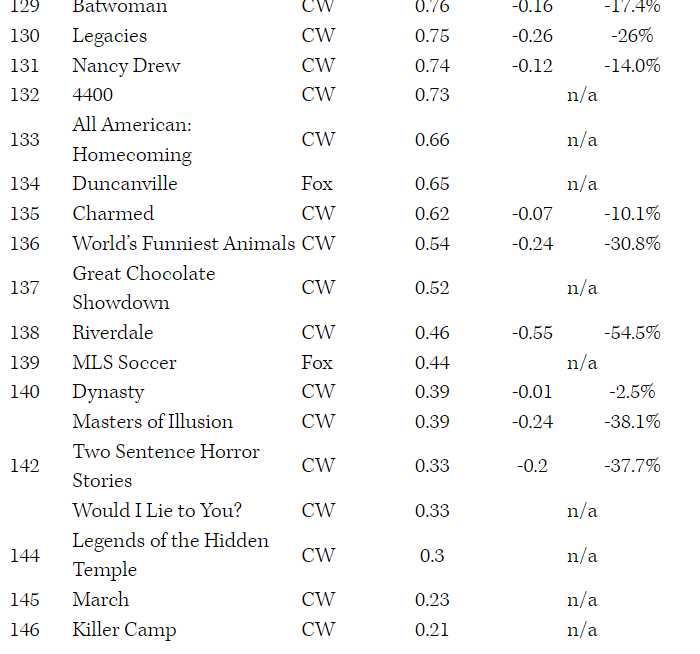 129 Batwoman CW 0.76 -0.16 -17.4%
130 Legacies CW 0.75 -0.26 -26%
131 Nancy Drew CW 0.74 -0.12 -14.0%
132 4400 CW 0.73 n/a
133 All American: Homecoming CW 0.66 n/a
134 Duncanville Fox 0.65 n/a
135 Charmed CW 0.62 -0.07 -10.1%
136 World's Funniest Animals CW 0.54 -0.24 -30.8%
137 Great Chocolate Showdown CW 0.52 n/a
138 Riverdale CW 0.46 -0.55 -54.5%
139 MLS Soccer Fox 0.44 n/a
140 Dynasty CW 0.39 -0.01 -2.5%
Masters of Illusion CW 0.39 -0.24 -38.1%
142 Two Sentence Horror Stories CW 0.33 -0.2 -37.7%
Would I Lie to You? CW 0.33 n/a
144 Legends of the Hidden Temple CW 0.3 n/a
145 March CW 0.23 n/a
146 Killer Camp CW 0.21 n/a